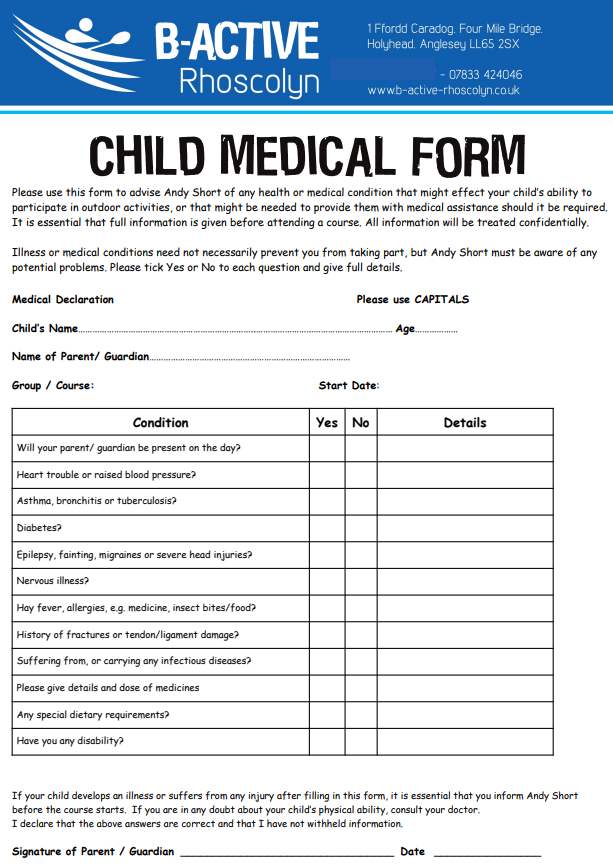 B-ACTIVE
Rhoscolyn
1 Ffordd Caradog, Four Mile Bridge,
Holyhead, Anglesey LL65 2SX
- 07833 424046
www.b-active-rhoscolyn.co.uk
CHILD MEDICAL FORM
Please use this form to advise Andy Short of any health or medical condition that might effect your child's ability to
participate in outdoor activities, or that might be needed to provide them with medical assistance should it be required.
It is essential that full information is given before attending a course. All information will be treated confidentially.
Illness or medical conditions need not necessarily prevent you from taking part, but Andy Short must be aware of any
potential problems. Please tick Yes or No to each question and give full details.
Medical Declaration Please use CAPITALS
Child's Name........................................................................................................ Age..............
Name of Parent/ Guardian...................................................................
Group / Course: Start Date:
Condition Yes No Details
Will your parent/ guardian be present on the day?
Heart trouble or raised blood pressure?
Asthma, bronchitis or tuberculosis?
Diabetes?
Epilepsy, fainting, migraines or severe head injuries?
Nervous illness?
Hay fever, allergies, e.g. medicine, insect bites/food?
History of fractures or tendon/ligament damage?
Suffering from, or carrying any infectious diseases?
Please give details and dose of medicines
Any special dietary requirements?
Have you any disability?
If your child develops an illness or suffers from any injury after filling in this form, it is essential that you inform Andy Short
before the course starts. If you are in any doubt about your child's physical ability, consult your doctor.
I declare that the above answers are correct and that I have not withheld information.
Signature of Parent / Guardian ________________________________ Date ________________